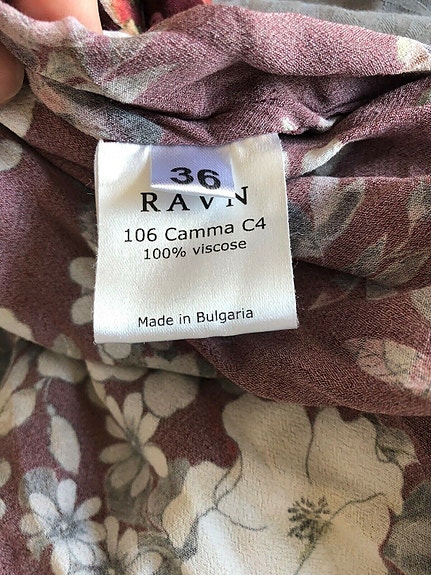 36
RAVN
106 Camma C4
100% viscose
Made in Bulgaria